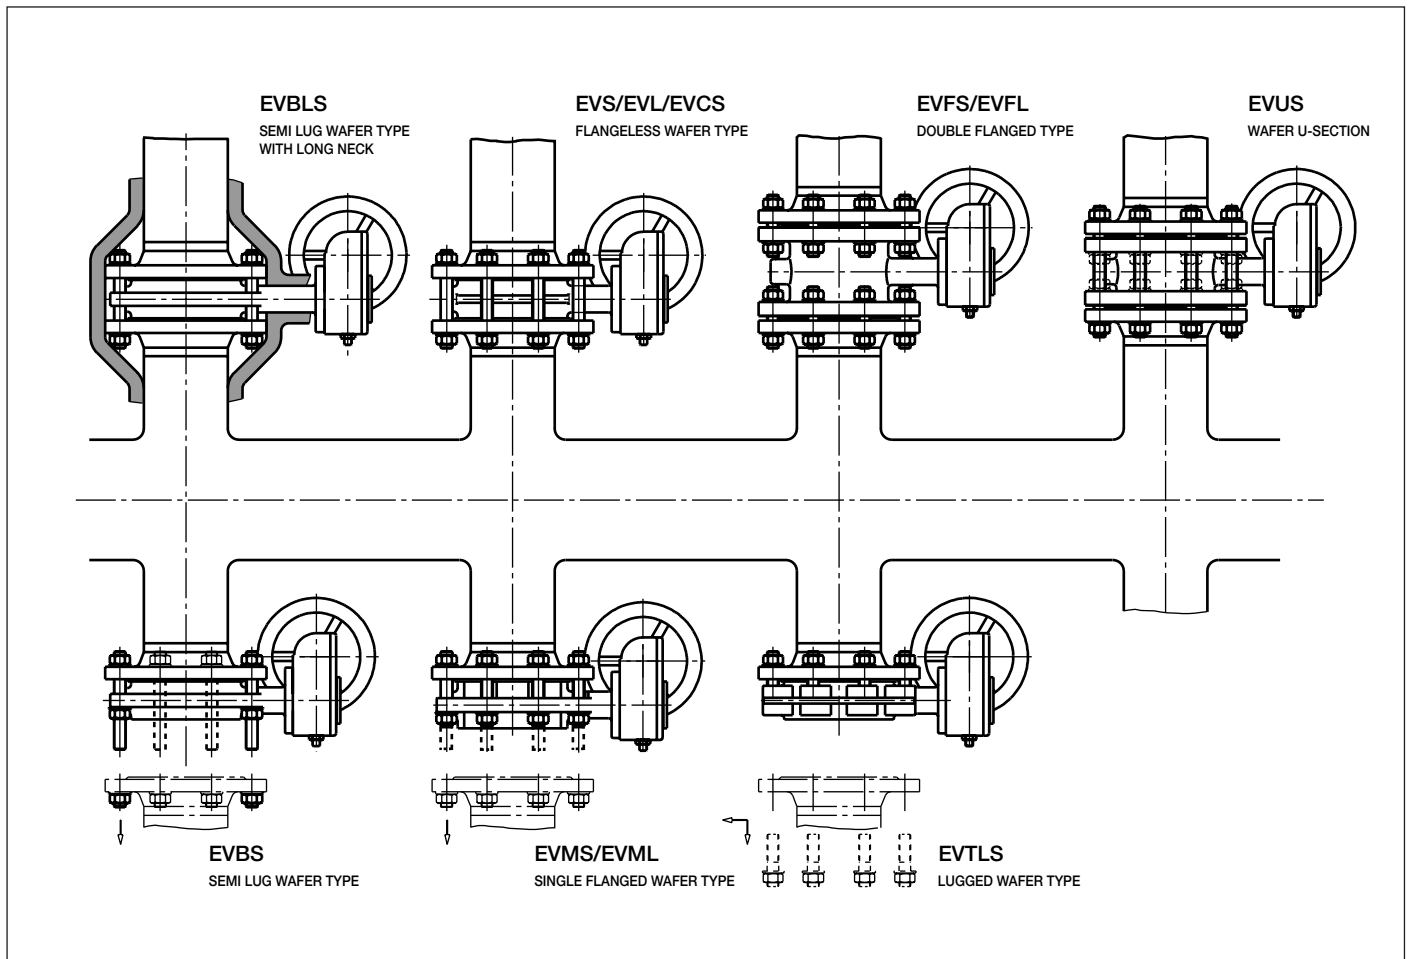 EVBLS
SEMI LUG WAFER TYPE
WITH LONG NECK
EVS/EVL/EVCS
FLANGELESS WAFER TYPE
EVFS/EVFL
DOUBLE FLANGED TYPE
EVUS
WAFER U-SECTION
EVBS
SEMI LUG WAFER TYPE
EVMS/EVML
SINGLE FLANGED WAFER TYPE
EVTLS
LUGGED WAFER TYPE